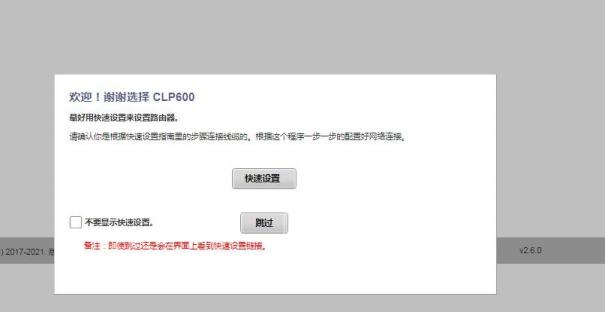 欢迎！谢谢选择 CLP600
最好用快速设置来设置路由器。
请确认你是根据快速设置指南里的步骤连接线缆的。根据这个程序一步一步的配置好网络连接。
快速设置
不要显示快速设置。
跳过
备注：即使跳过还是会在界面上看到快速设置链接。
) 2017-2021.
v2.6.0